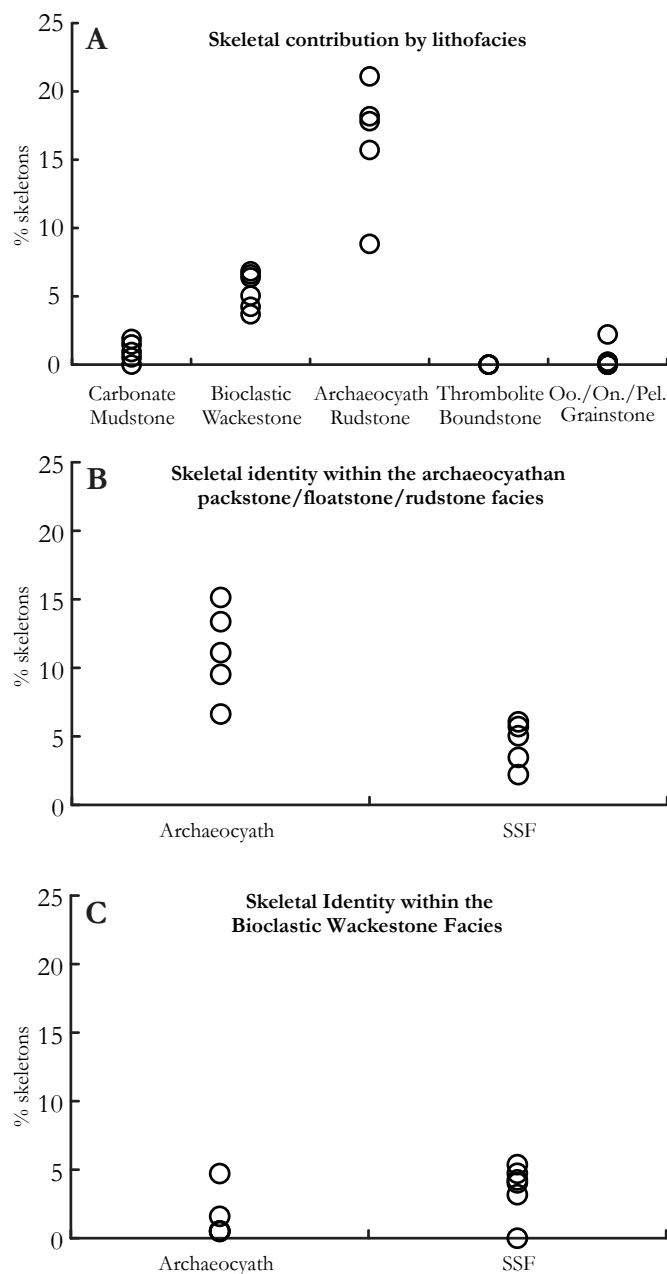 A
Skeletal contribution by lithofacies
25
20
15
10
5
0
% skeletons
Carbonate Mudstone
Bioclastic Wackestone
Archaeocyath Rudstone
Thrombolite Boundstone
Oo./On./Pel. Grainstone
B
Skeletal identity within the archaeocyathan
packstone/floatstone/rudstone facies
25
20
15
10
5
0
% skeletons
Archaeocyath
SSF
C
Skeletal Identity within the
Bioclastic Wackestone Facies
25
20
15
10
5
0
% skeletons
Archaeocyath
SSF